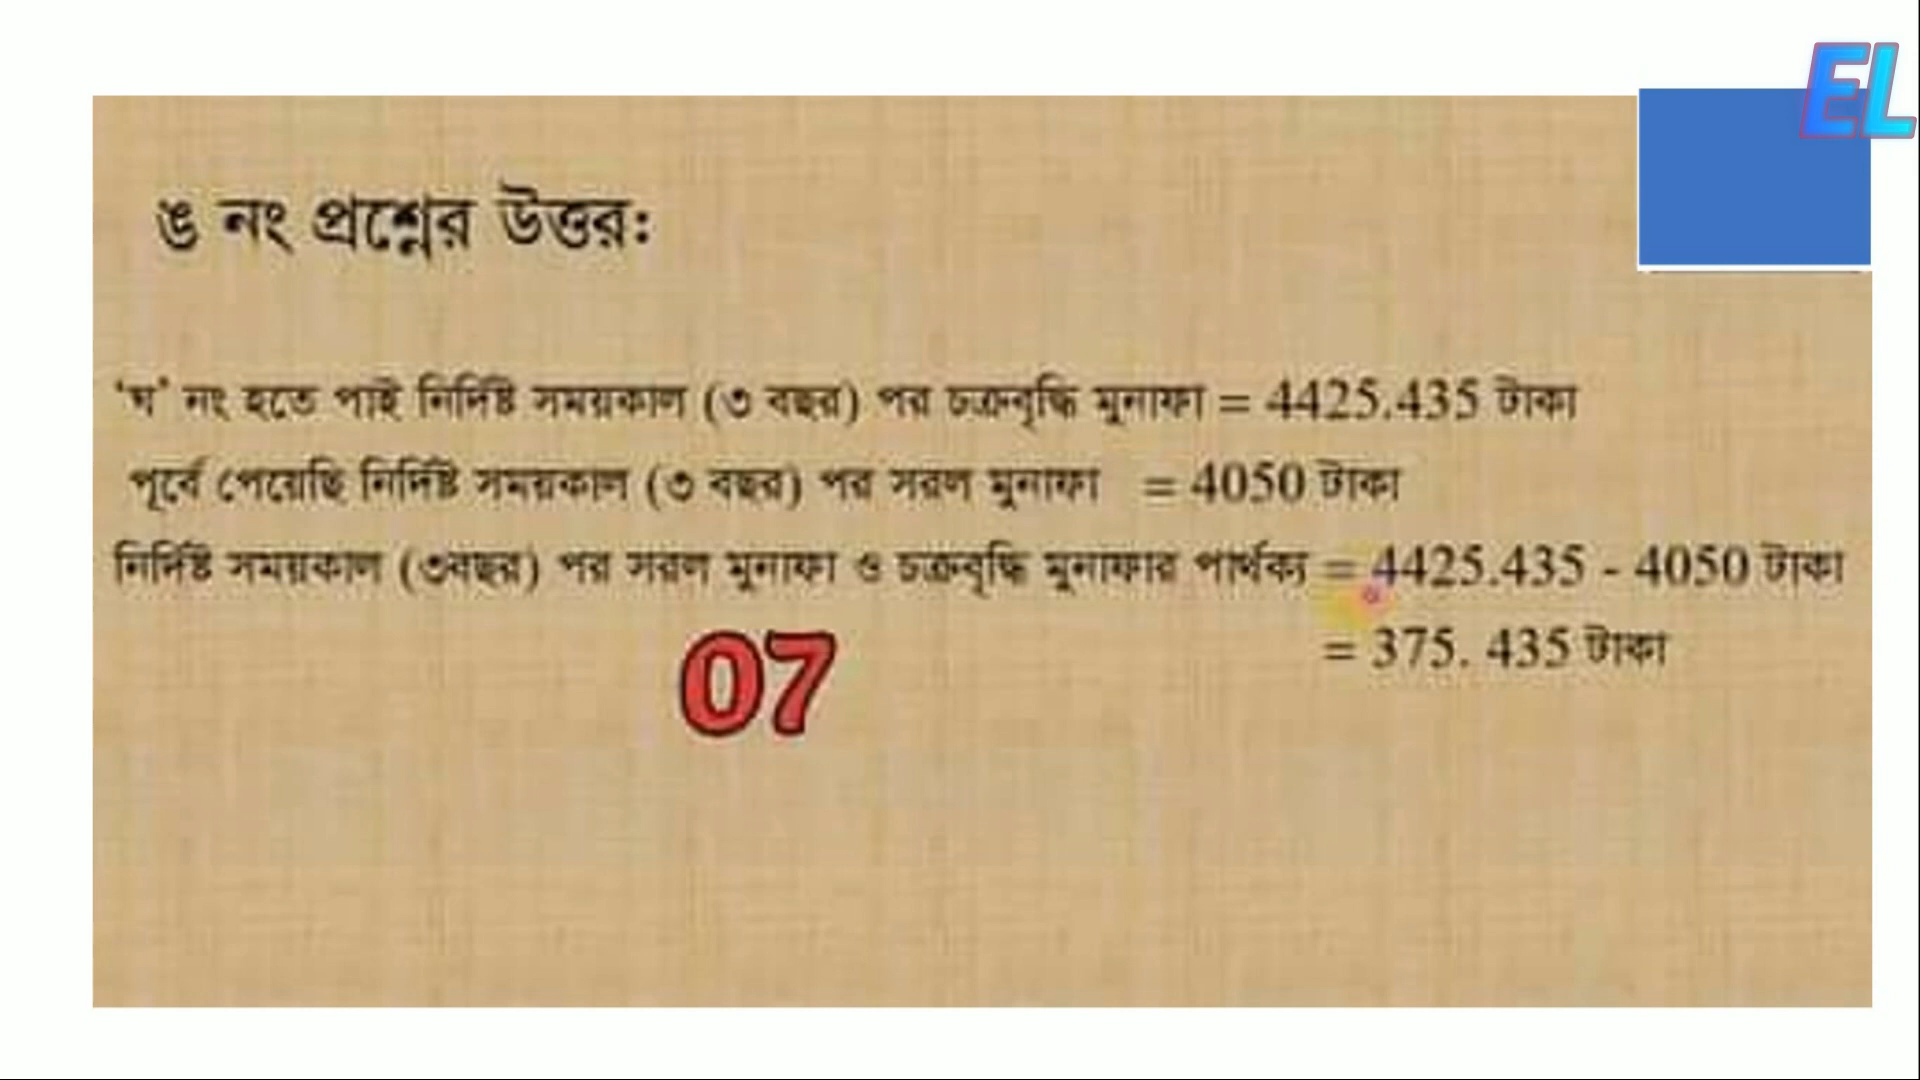 EL
ঙ নং প্রশ্নের উত্তর:
‘ঘ’ নং হতে পাই নির্দিষ্ট সময়কাল (৩ বছর) পর চক্রবৃদ্ধি মুনাফা = 4425.435 টাকা
পূর্বে পেয়েছি নির্দিষ্ট সময়কাল (৩ বছর) পর সরল মুনাফা = 4050 টাকা
নির্দিষ্ট সময়কাল (৩বছর) পর সরল মুনাফা ও চক্রবৃদ্ধি মুনাফার পার্থক্য = 4425.435 - 4050 টাকা
= 375. 435 টাকা
07